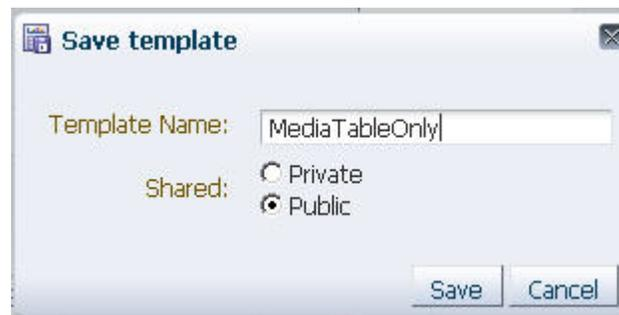 Save template
Template Name: MediaTableOnly
Shared: Private
Public
Save Cancel